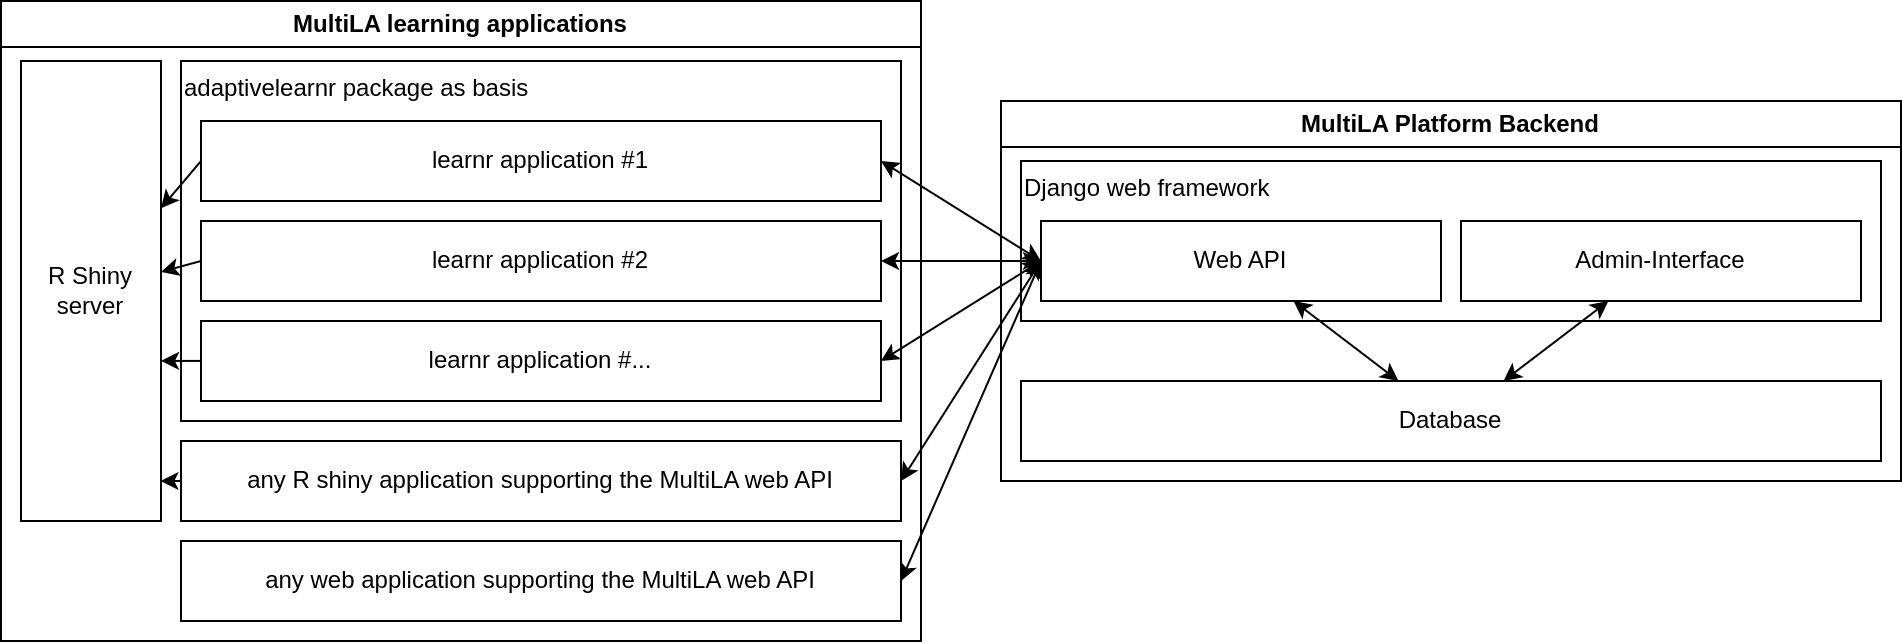 MultiLA learning applications
adaptivelearnr package as basis
learnr application #1
learnr application #2
R Shiny
server
learnr application #...
any R shiny application supporting the MultiLA web API
any web application supporting the MultiLA web API
MultiLA Platform Backend
Django web framework
Web API
Admin-Interface
Database